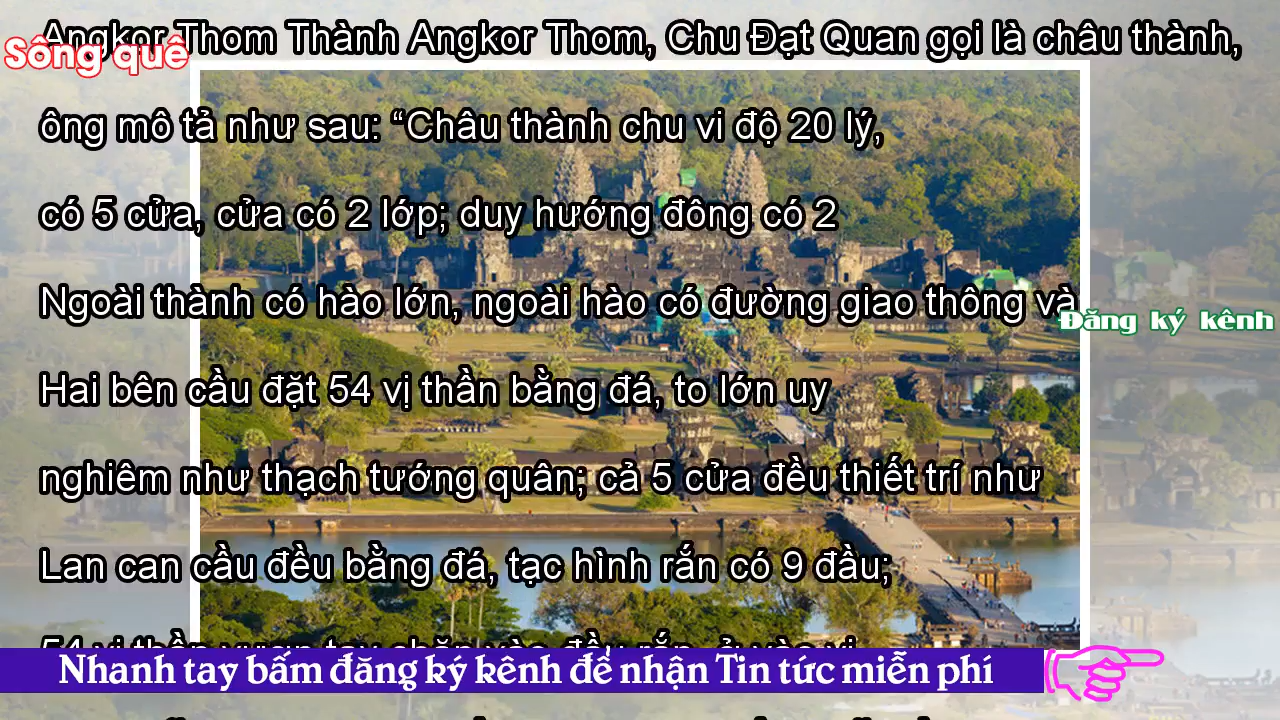 Angkor Thom Thành Angkor Thom, Chu Đạt Quan gọi là châu thành,
Sông quê
ông mô tả như sau: “Châu thành chu vi độ 20 lý,
có 5 cửa, cửa có 2 lớp; duy hướng đông có 2
Ngoài thành có hào lớn, ngoài hào có đường giao thông và
Đăng ký kênh
Hai bên cầu đặt 54 vị thần bằng đá, to lớn uy
nghiêm như thạch tướng quân; cả 5 cửa đều thiết trí như
Lan can cầu đều bằng đá, tạc hình rắn có 9 đầu;
54 vị thần
Nhanh tay bấm đăng ký kênh để nhận Tin tức miễn phí